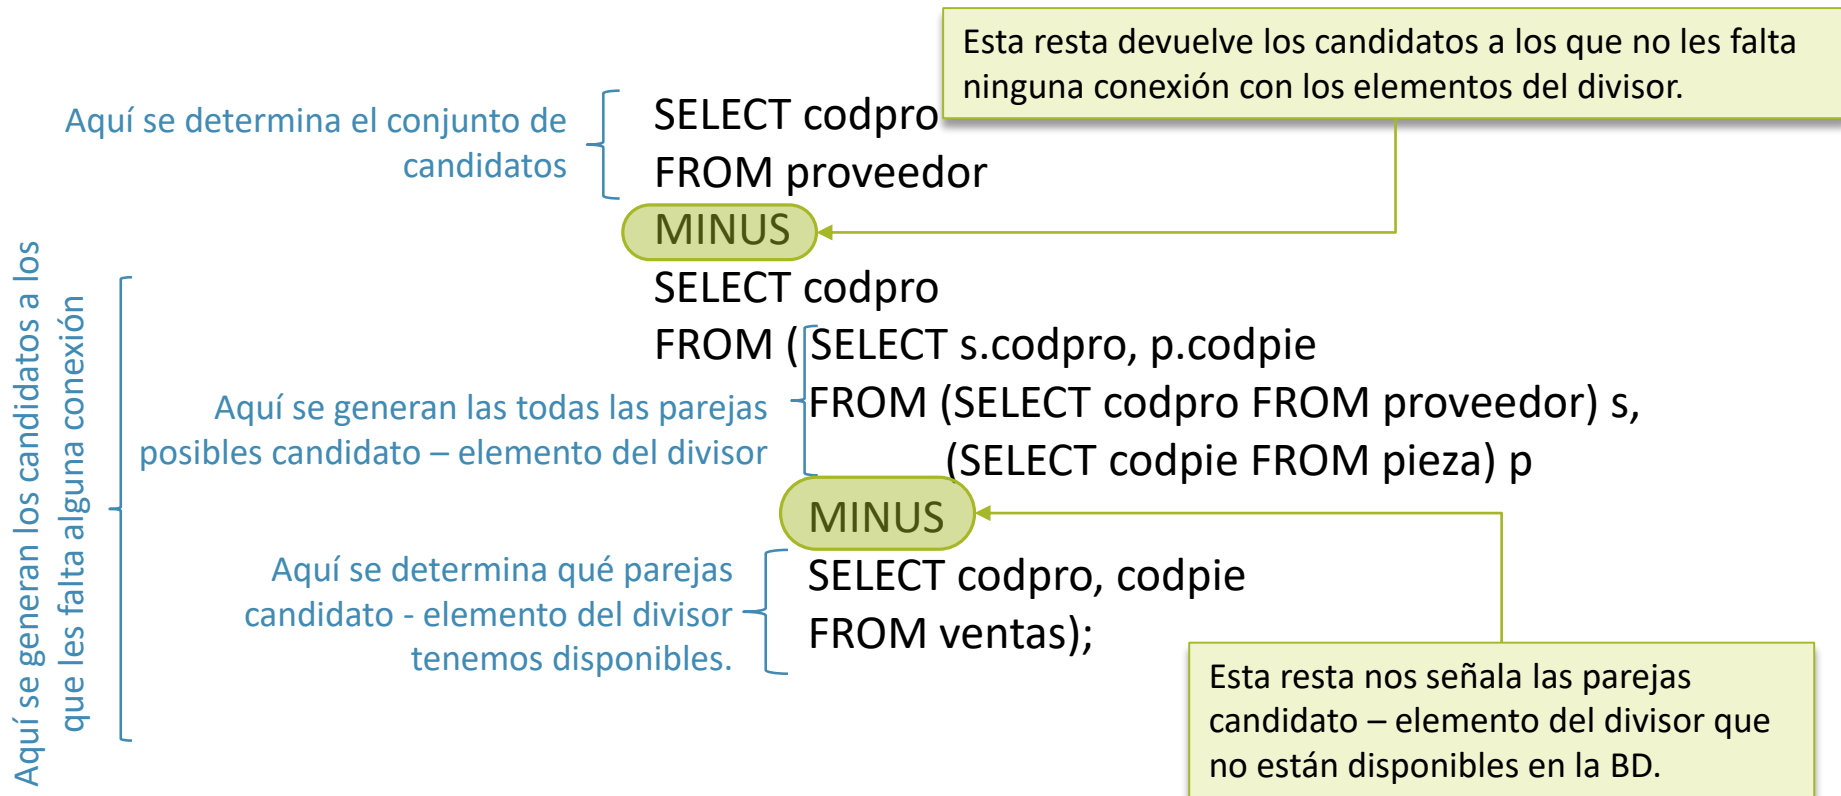 Esta resta devuelve los candidatos a los que no les falta
ninguna conexión con los elementos del divisor.
Aquí se determina el conjunto de
candidatos
SELECT codpro
FROM proveedor
MINUS
Aquí se generan los candidatos a los
que les falta alguna conexión
SELECT codpro
FROM ( SELECT s.codpro, p.codpie
FROM (SELECT codpro FROM proveedor) s,
(SELECT codpie FROM pieza) p
Aquí se generan las todas las parejas
posibles candidato – elemento del divisor
MINUS
Aquí se determina qué parejas
candidato - elemento del divisor
tenemos disponibles.
SELECT codpro, codpie
FROM ventas);
Esta resta nos señala las parejas
candidato – elemento del divisor que
no están disponibles en la BD.